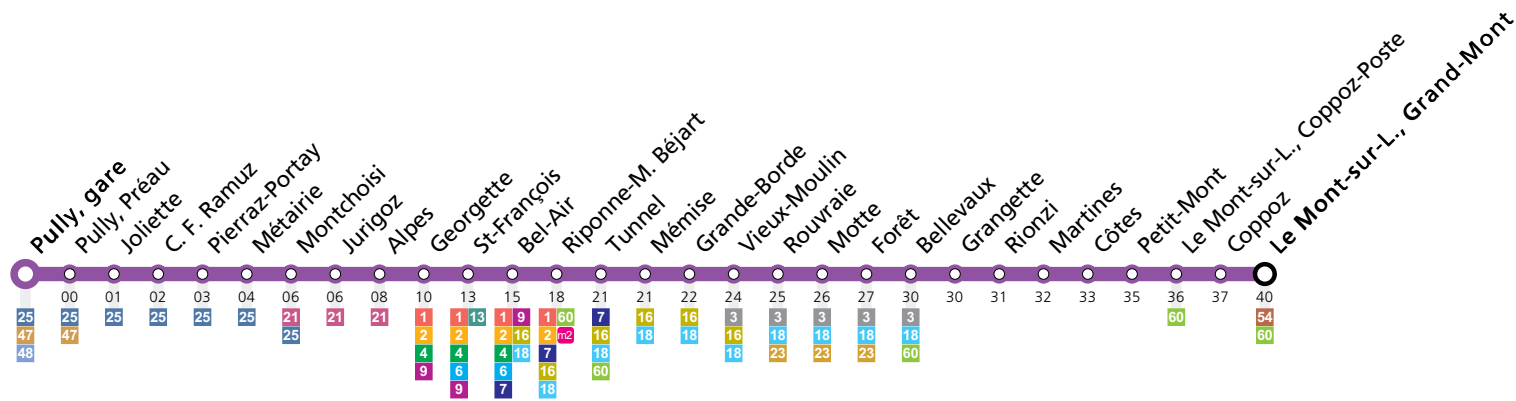 Pully, gare
Pully, Préau
Joliette
C. F. Ramuz
Pierraz-Portay
Métairie
Montchoisi
Jurigoz
Alpes
Georgette
St-François
Bel-Air
Riponne-M. Béjart
Tunnel
Mémise
Grande-Borde
Vieux-Moulin
Rouvraie
Motte
Forêt
Bellevaux
Grangette
Rionzi
Martines
Côtes
Petit-Mont
Le Mont-sur-L., Coppoz-Poste
Coppoz
Le Mont-sur-L., Grand-Mont
00 01 02 03 04 06 06 08 10 13 15 18 21 21 22 24 25 26 27 30 30 31 32 33 35 36 37 40
25 25 25 25 25 25 21 21 21 1 1 13 1 9 1 60 7 16 16 3 3 3 3 3 60 54
47 47 25 2 2 2 16 2 m2 16 18 18 16 18 18 18 18 60
48 4 4 4 18 7 18 18 23 23 23 60
9 6 6 16 60
9 7 18